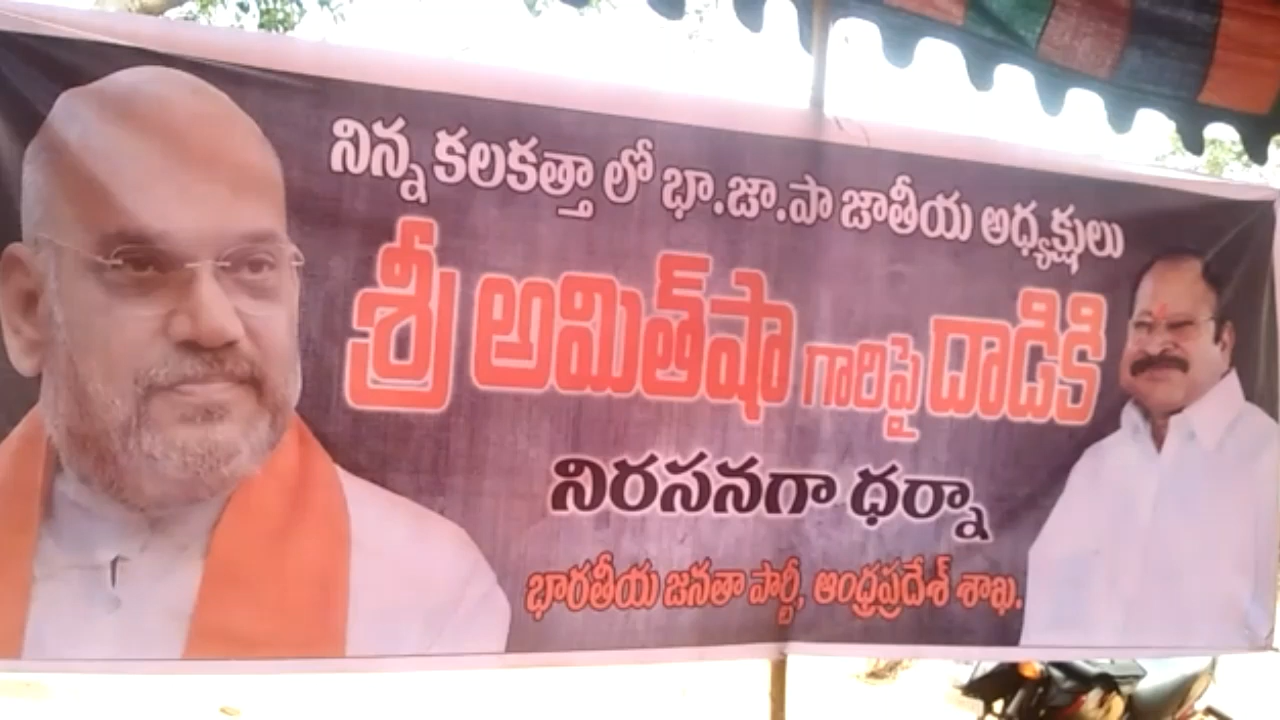 నిన్న కలకత్తా లో భా.జా.పా జాతీయ అధ్యక్షులు
శ్రీ అమిత్‌షా గారిపై దాడికి
నిరసనగా ధర్నా
భారతీయ జనతా పార్టీ, ఆంధ్రప్రదేశ్ శాఖ.